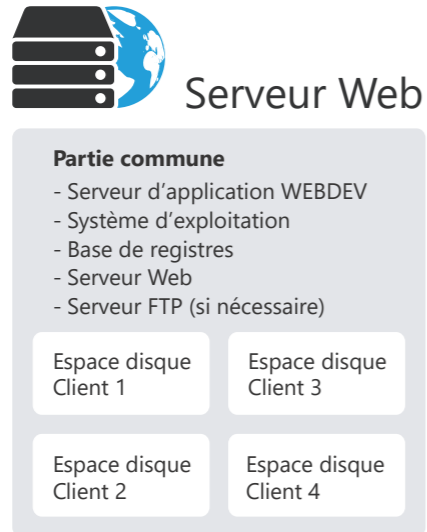 Serveur Web
Partie commune
- Serveur d'application WEBDEV
- Système d'exploitation
- Base de registres
- Serveur Web
- Serveur FTP (si nécessaire)
Espace disque
Client 1
Espace disque
Client 3
Espace disque
Client 2
Espace disque
Client 4